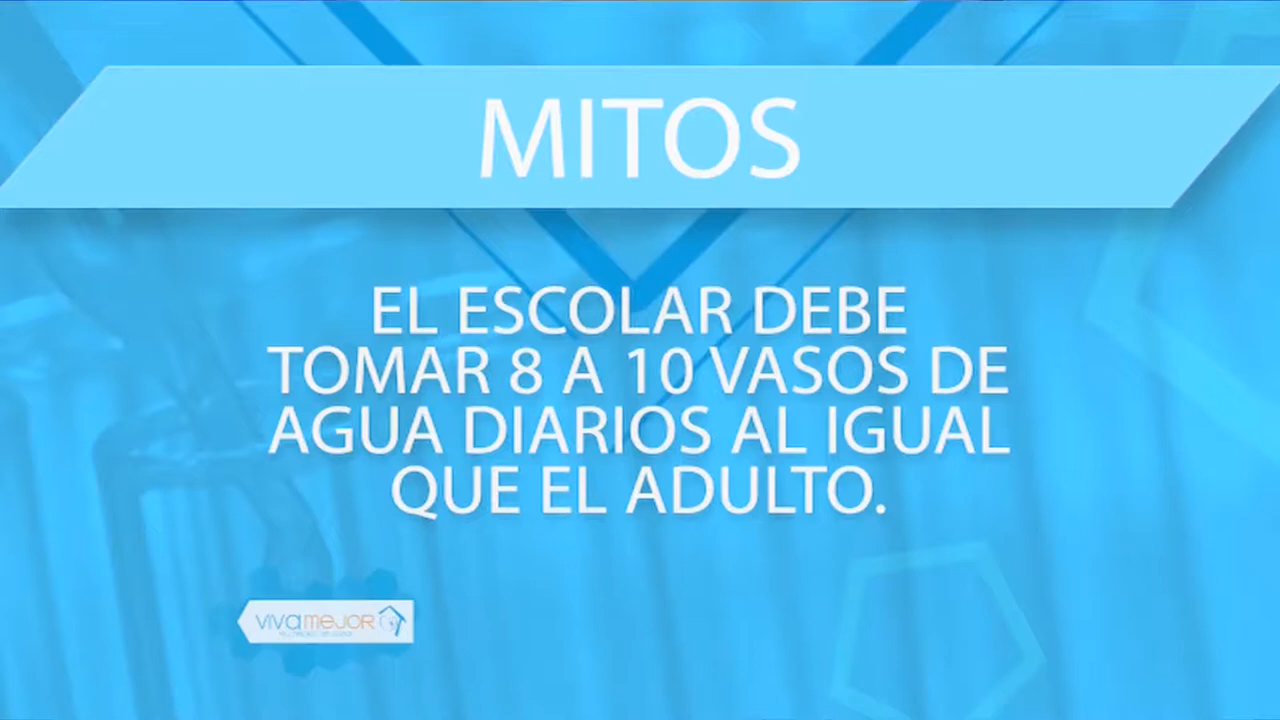 MITOS
EL ESCOLAR DEBE
TOMAR 8 A 10 VASOS DE
AGUA DIARIOS AL IGUAL
QUE EL ADULTO.
VIVAMEJOR